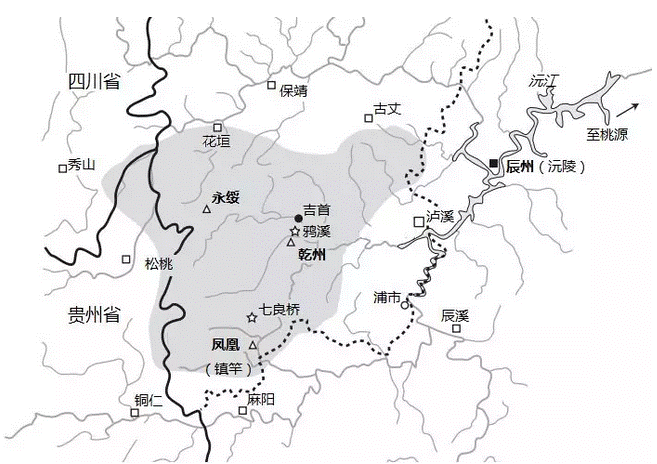 沅江
四川省
保靖
古丈
至桃源
花垣
秀山
辰州（沅陵）
永绥
吉首
泸溪
鸦溪
乾州
松桃
浦市
七良桥
贵州省
辰溪
凤凰
（镇竿）
铜仁
麻阳